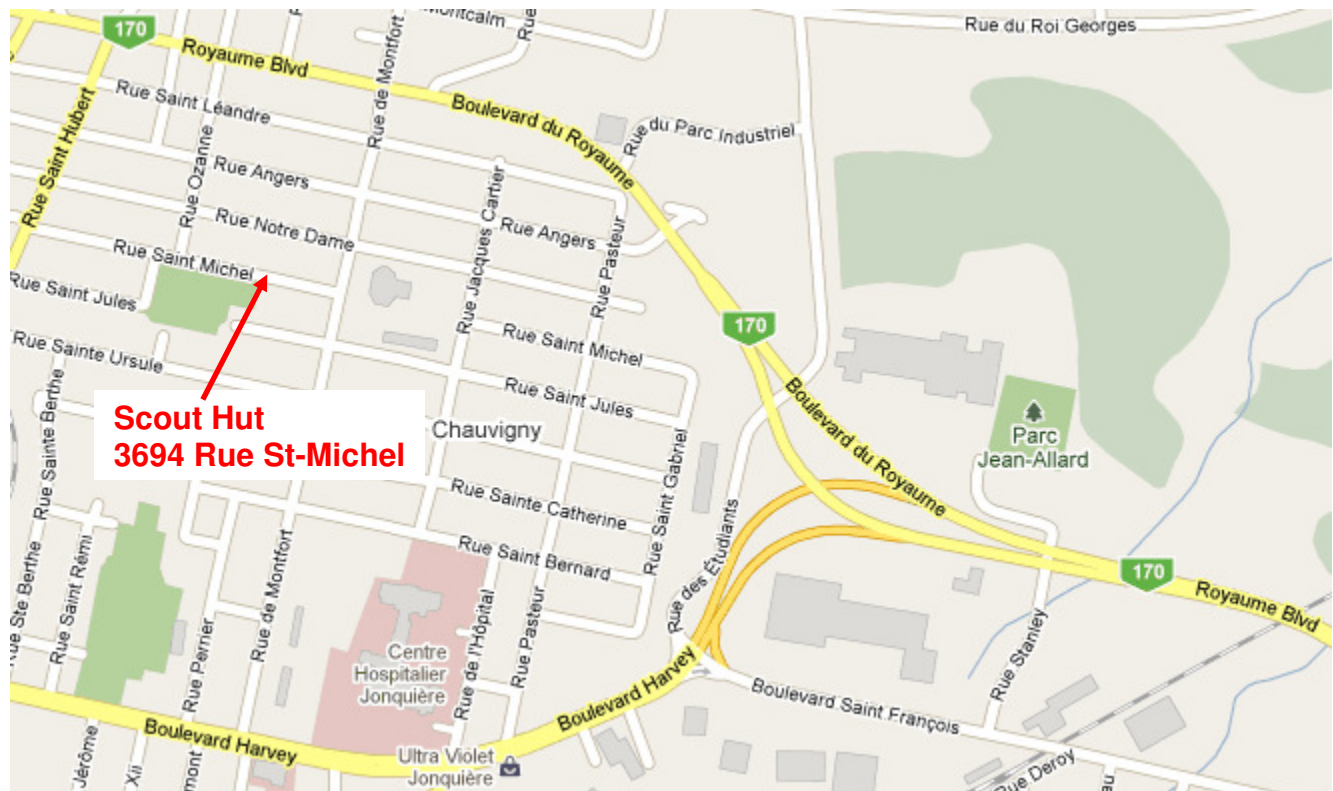 170
Montcalm
Rue
Rue du Roi Georges
Royaume Blvd
Rue de Montfort
Rue Saint Léandre
Boulevard du Royaume
Rue du Parc Industriel
Rue Saint Hubert
Rue Ozanne
Rue Angers
Rue Jacques Cartier
Rue Notre Dame
Rue Angers
Rue Pasteur
Rue Saint Michel
Rue Saint Jules
170
Rue Saint Michel
Rue Sainte Ursule
Rue Sainte Berthe
Rue Saint Jules
Boulevard du Royaume
Scout Hut
3694 Rue St-Michel
Chauvigny
Parc
Jean-Allard
Rue Saint Gabriel
Rue Sainte Catherine
Rue des Étudiants
Rue Saint Bernard
170
Royaume Blvd
Rue Ste Berthe
Rue Saint Rémi
Rue Perrier
Rue de Montfort
Centre
Hospitalier
Jonquière
Rue de l'Hôpital
Rue Pasteur
Rue Stanley
Boulevard Harvey
Boulevard Saint François
Boulevard Harvey
Ultra Violet
Jonquière
Jérôme
Xii
mont
Rue Deroy
au